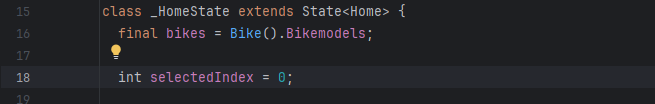 15 class _HomeState extends State<Home> {
16 final bikes = Bike().Bikemodels;
17
18 int selectedIndex = 0;
19